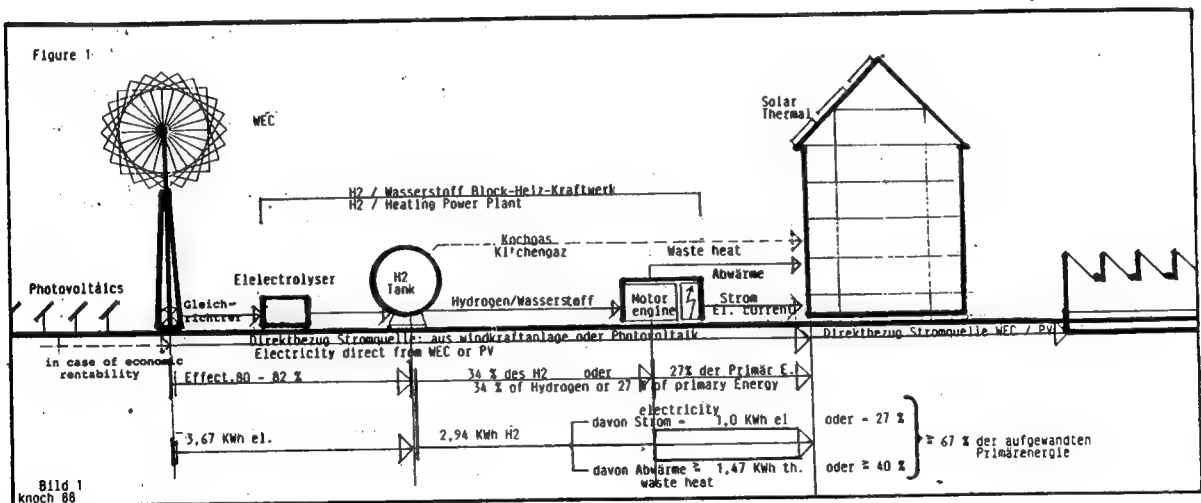 Figure 1
WEC
Solar
Thermal
H2 / Wasserstoff Block-Heiz-Kraftwerk
H2 / Heating Power Plant
Kochgas
Ki'chengaz
Waste heat
Abwärme
Elelectrolyser
H2
Tank
Photovoltaics
Gleich-
richtrer
Hydrogen/Wasserstoff
Motor
engine
Strom
El. current
Direktbezug Stromquelle: aus windkraftanlage oder Photovoltaik
Direktbezug Stromquelle WEC / PV
in case of economic
rentability
Electricity direct from WEC or PV
Effect.80 - 82 %
34 % des H2 oder
34 % of Hydrogen or 27 % of primary Energy
27% der Primär E.
electricity
davon Strom = 1,0 KWh el
oder = 27 %
3,67 KWh el.
2,94 KWh H2
≅ 67 % der aufgewandten
Primärenergie
davon Abwärme ≅ 1,47 KWh th.
oder ≅ 40 %
waste heat
Bild 1
knoch 88